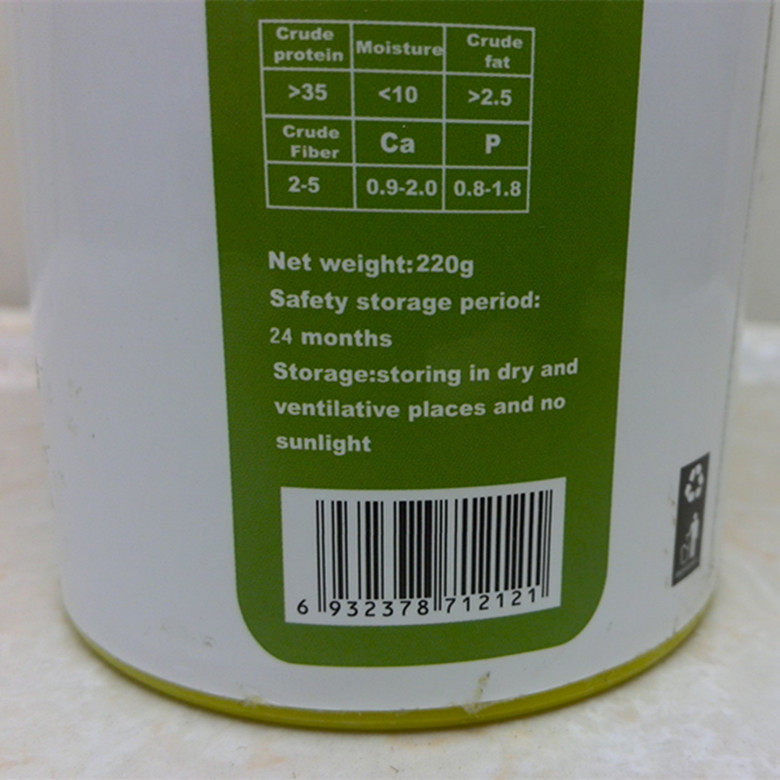 Crude protein Moisture Crude fat
>35 <10 >2.5
Crude Fiber Ca P
2-5 0.9-2.0 0.8-1.8
Net weight:220g
Safety storage period:
24 months
Storage:storing in dry and
ventilative places and no
sunlight
6 932378 712121